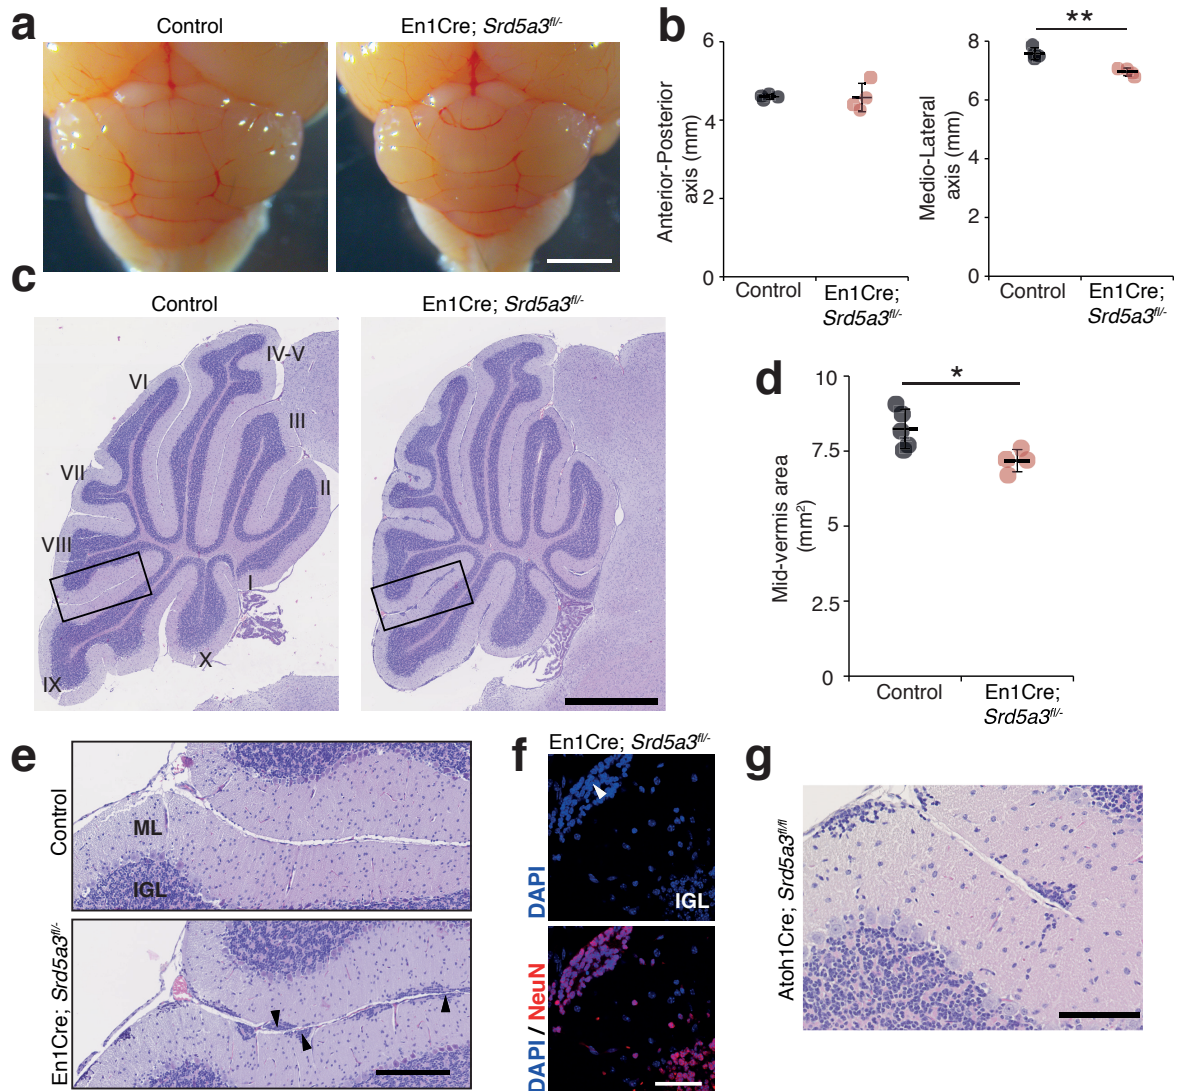 a
Control
En1Cre; Srd5a3fl/-
b
6
4
2
0
Anterior-Posterior
axis (mm)
Control
En1Cre;
Srd5a3fl/-
**
8
6
4
2
0
Medio-Lateral
axis (mm)
Control
En1Cre;
Srd5a3fl/-
c
Control
En1Cre; Srd5a3fl/-
IV-V
VI
III
VII
II
VIII
I
X
IX
d
*
10
7.5
5
2.5
0
Mid-vermis area
(mm²)
Control
En1Cre;
Srd5a3fl/-
e
Control
ML
IGL
En1Cre; Srd5a3fl/-
f
En1Cre; Srd5a3fl/-
DAPI
IGL
DAPI / NeuN
g
Atoh1Cre; Srd5a3fl/fl